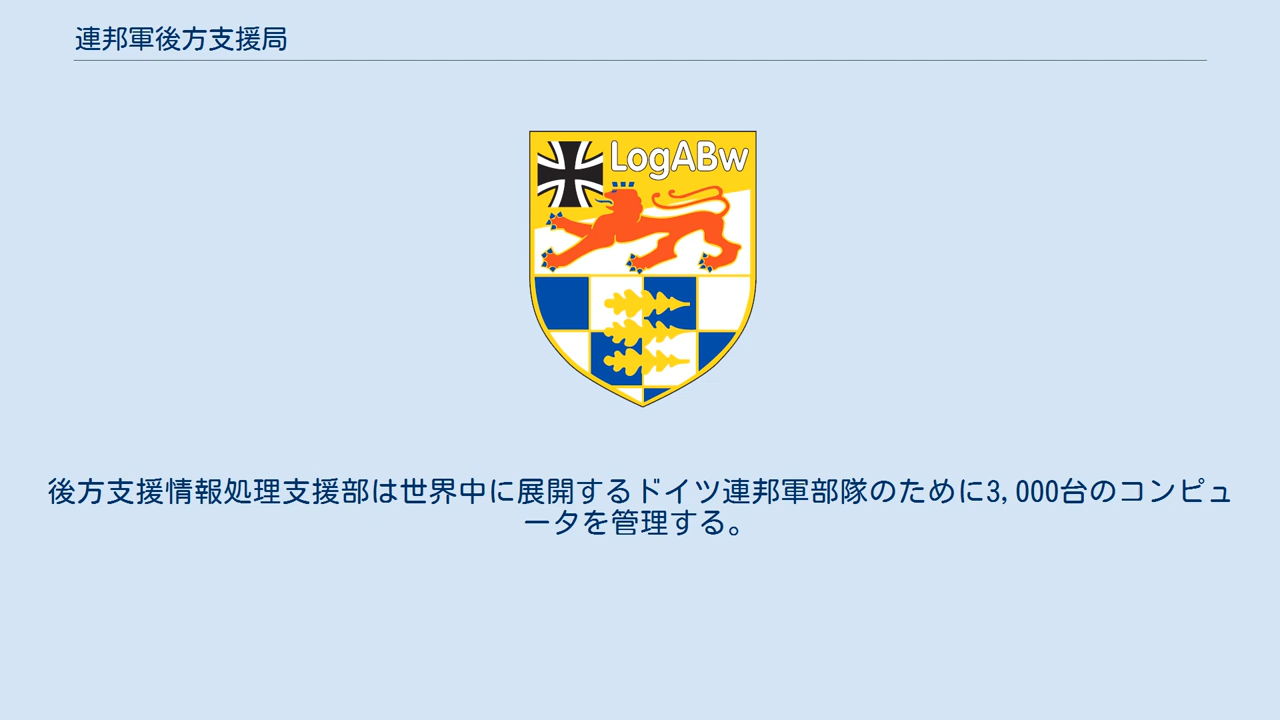 連邦軍後方支援局
LogABw
後方支援情報処理支援部は世界中に展開するドイツ連邦軍部隊のために3,000台のコンピュ
ータを管理する。